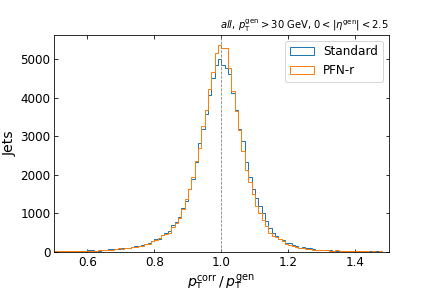 all, p_T^gen > 30 GeV, 0 < |η^gen| < 2.5
Standard
PFN-r
Jets
5000
4000
3000
2000
1000
0
0.6 0.8 1.0 1.2 1.4
p_T^corr / p_T^gen